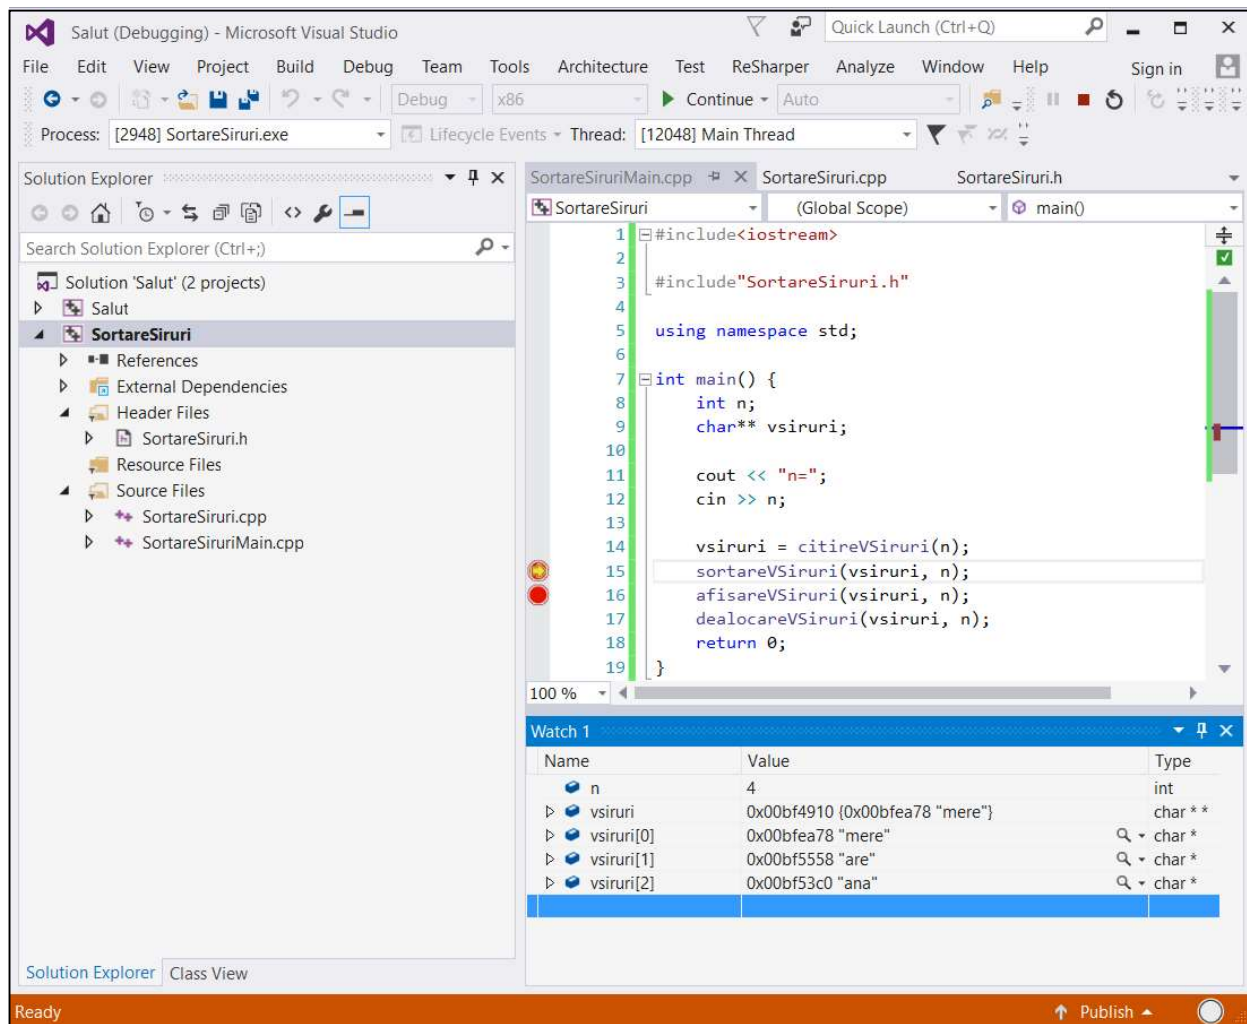 Salut (Debugging) - Microsoft Visual Studio
Quick Launch (Ctrl+Q)
File Edit View Project Build Debug Team Tools Architecture Test ReSharper Analyze Window Help Sign in
Debug x86 Continue Auto
Process: [2948] SortareSiruri.exe Lifecycle Events Thread: [12048] Main Thread
Solution Explorer
Search Solution Explorer (Ctrl+;)
Solution 'Salut' (2 projects)
Salut
SortareSiruri
References
External Dependencies
Header Files
SortareSiruri.h
Resource Files
Source Files
SortareSiruri.cpp
SortareSiruriMain.cpp
Solution Explorer Class View
SortareSiruriMain.cpp SortareSiruri.cpp SortareSiruri.h
SortareSiruri (Global Scope) main()
1 #include<iostream>
2
3 #include"SortareSiruri.h"
4
5 using namespace std;
6
7 int main() {
8 int n;
9 char** vsiruri;
10
11 cout << "n=";
12 cin >> n;
13
14 vsiruri = citireVSiruri(n);
15 sortareVSiruri(vsiruri, n);
16 afisareVSiruri(vsiruri, n);
17 dealocareVSiruri(vsiruri, n);
18 return 0;
19 }
100 %
Watch 1
Name Value Type
n 4 int
vsiruri 0x00bf4910 {0x00bfea78 "mere"} char * *
vsiruri[0] 0x00bfea78 "mere" char *
vsiruri[1] 0x00bf5558 "are" char *
vsiruri[2] 0x00bf53c0 "ana" char *
Ready Publish